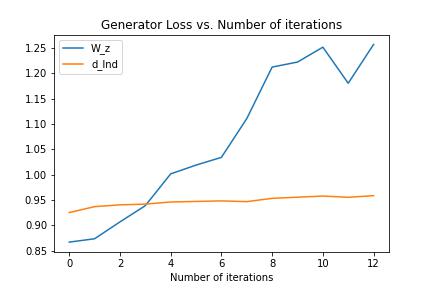 Generator Loss vs. Number of iterations
W_z
d_lnd
1.25
1.20
1.15
1.10
1.05
1.00
0.95
0.90
0.85
0 2 4 6 8 10 12
Number of iterations